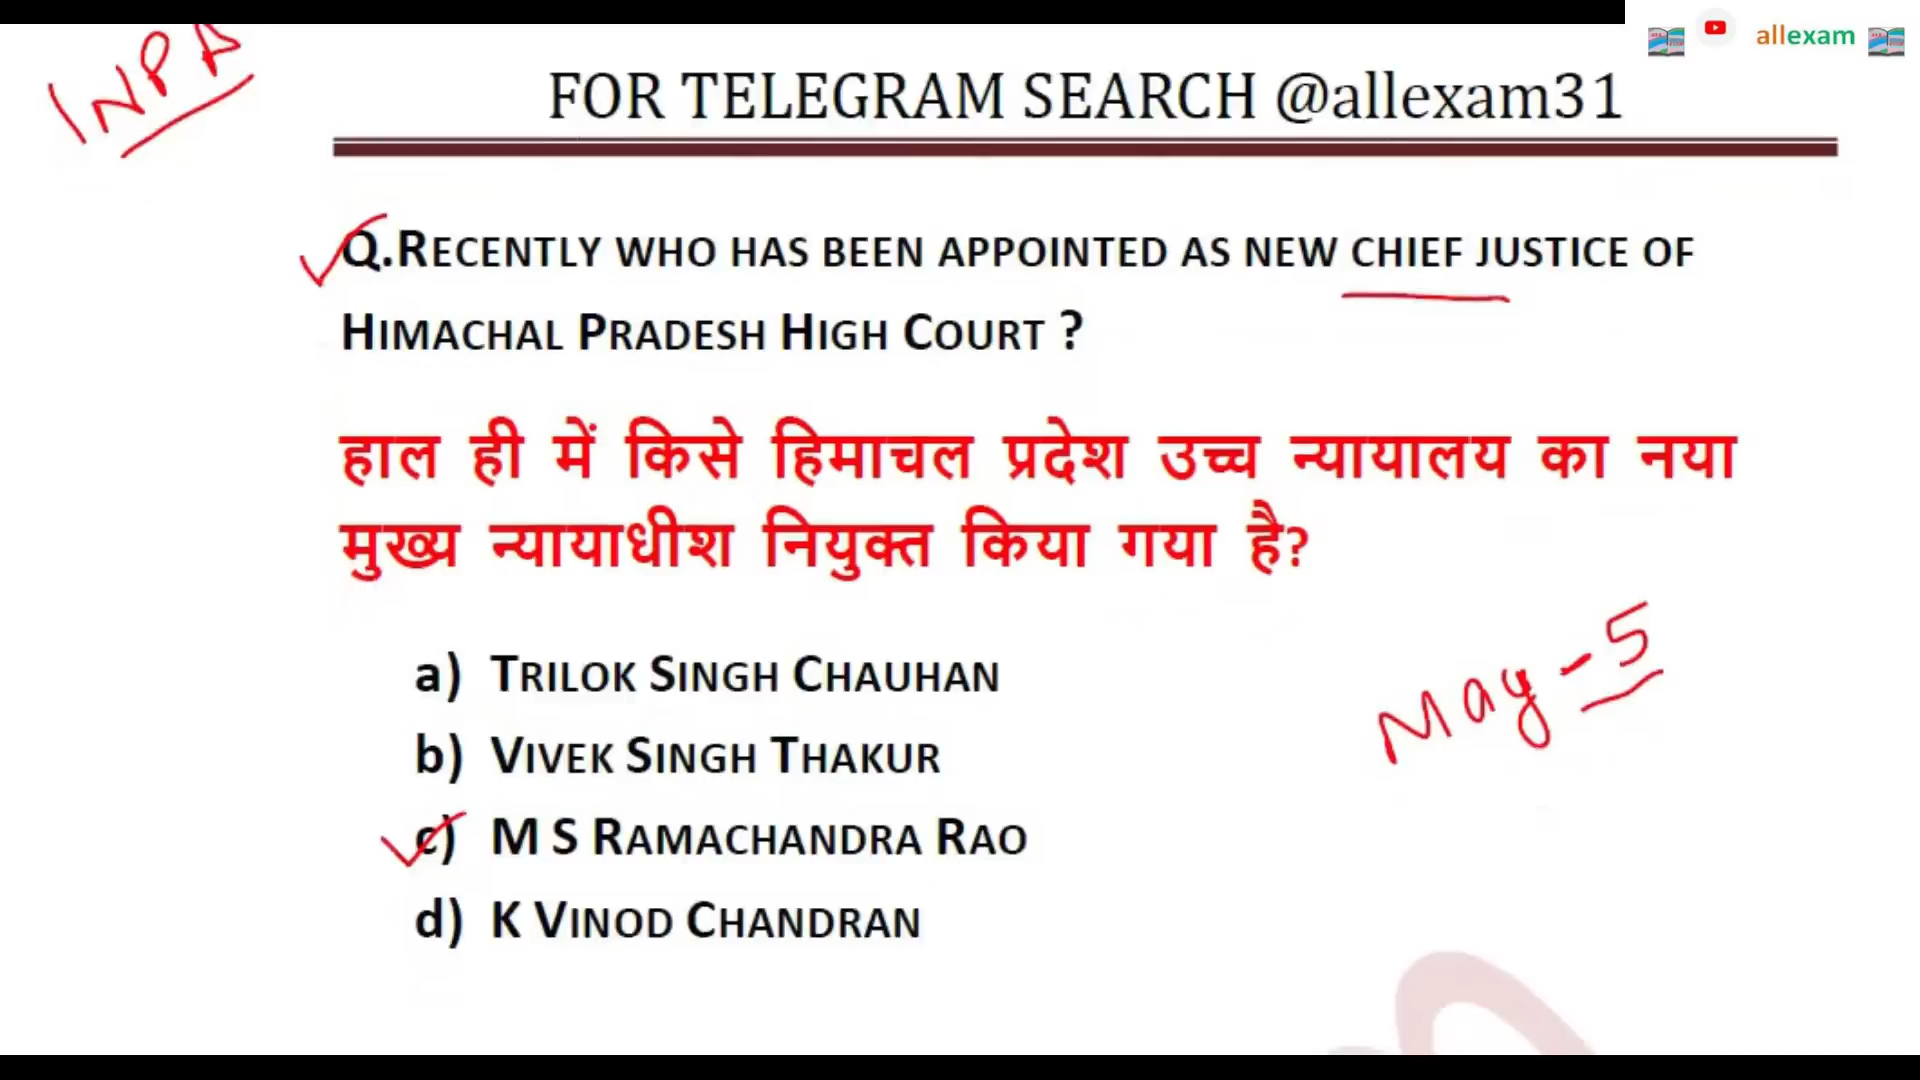 allexam
INPA
FOR TELEGRAM SEARCH @allexam31
Q.RECENTLY WHO HAS BEEN APPOINTED AS NEW CHIEF JUSTICE OF
HIMACHAL PRADESH HIGH COURT ?
हाल ही में किसे हिमाचल प्रदेश उच्च न्यायालय का नया
मुख्य न्यायाधीश नियुक्त किया गया है?
a) TRILOK SINGH CHAUHAN
b) VIVEK SINGH THAKUR
c) M S RAMACHANDRA RAO
d) K VINOD CHANDRAN
May-5